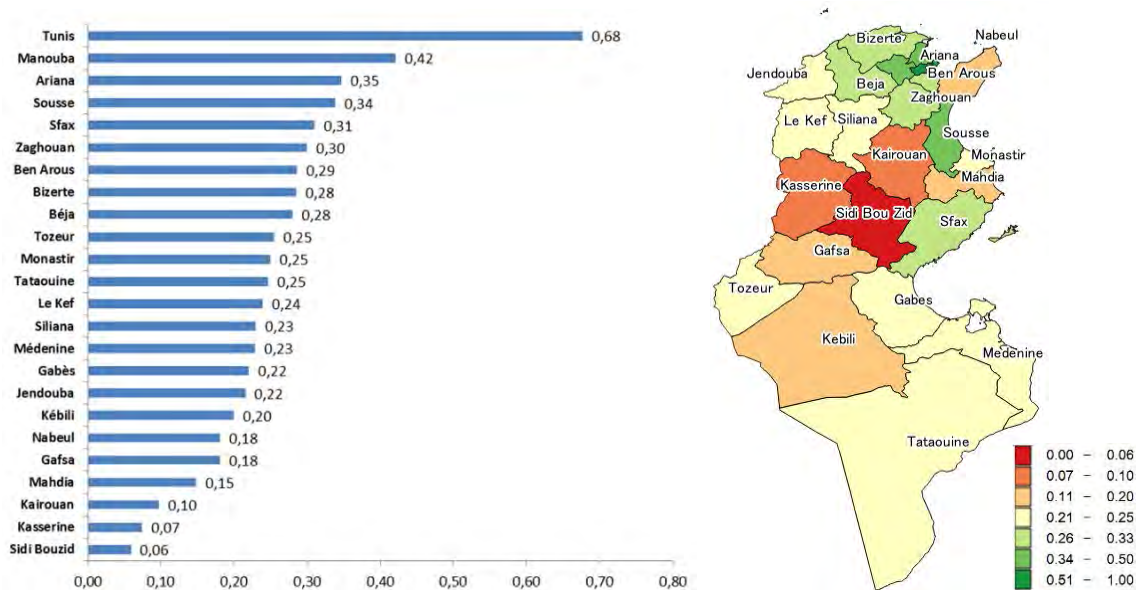 Tunis 0,68
Manouba 0,42
Ariana 0,35
Sousse 0,34
Sfax 0,31
Zaghouan 0,30
Ben Arous 0,29
Bizerte 0,28
Béja 0,28
Tozeur 0,25
Monastir 0,25
Tataouine 0,25
Le Kef 0,24
Siliana 0,23
Médenine 0,23
Gabès 0,22
Jendouba 0,22
Kébili 0,20
Nabeul 0,18
Gafsa 0,18
Mahdia 0,15
Kairouan 0,10
Kasserine 0,07
Sidi Bouzid 0,06
0,00 0,10 0,20 0,30 0,40 0,50 0,60 0,70 0,80
Bizerte
Nabeul
Ariana
Jendouba
Beja
Ben Arous
Zaghouan
Le Kef
Siliana
Sousse
Kairouan
Monastir
Mahdia
Kasserine
Sidi Bou Zid
Sfax
Gafsa
Tozeur
Gabes
Kebili
Medenine
Tataouine
0.00 - 0.06
0.07 - 0.10
0.11 - 0.20
0.21 - 0.25
0.26 - 0.33
0.34 - 0.50
0.51 - 1.00